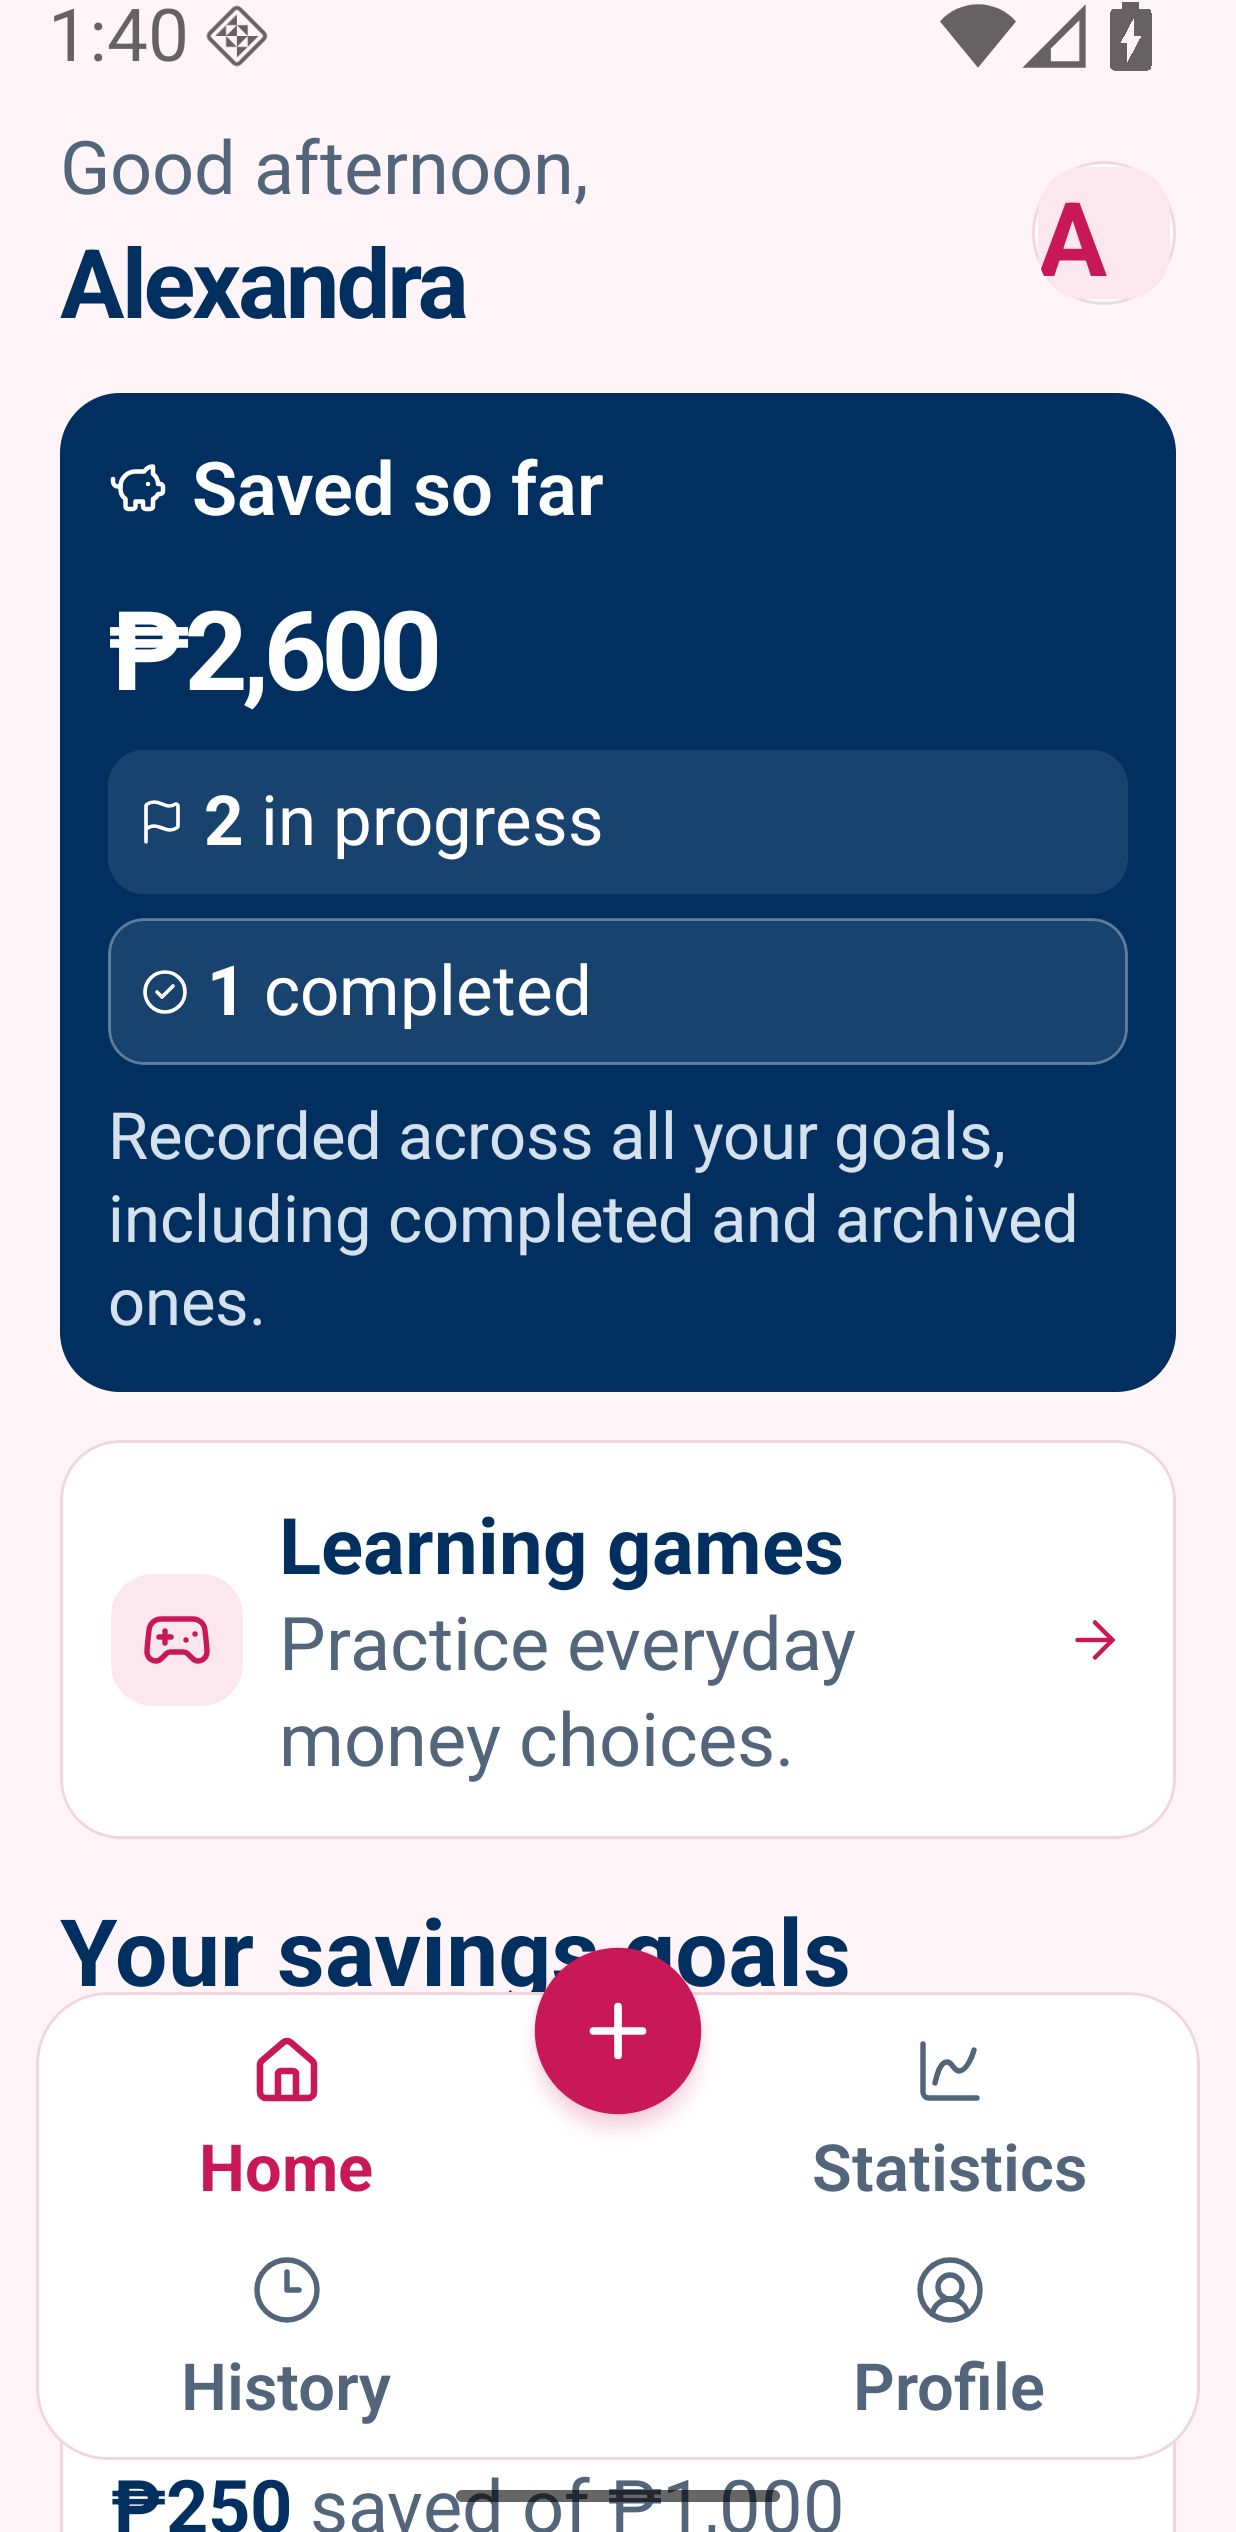 1:40
Good afternoon,
Alexandra
A
Saved so far
₱2,600
2 in progress
1 completed
Recorded across all your goals,
including completed and archived
ones.
Learning games
Practice everyday
money choices.
Your savings goals
Home
Statistics
History
Profile
₱250 saved of ₱1,000